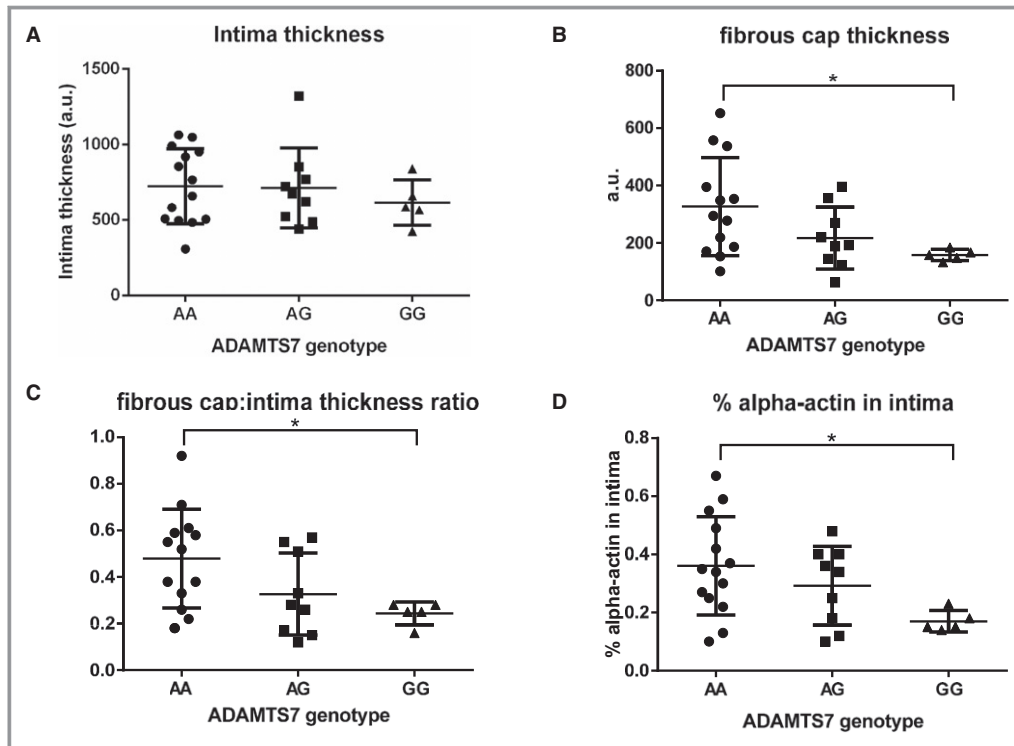 A
Intima thickness
Intima thickness (a.u.)
1500
1000
500
0
AA AG GG
ADAMTS7 genotype
B
fibrous cap thickness
a.u.
800
600
400
200
0
*
AA AG GG
ADAMTS7 genotype
C
fibrous cap:intima thickness ratio
1.0
0.8
0.6
0.4
0.2
0.0
*
AA AG GG
ADAMTS7 genotype
D
% alpha-actin in intima
% alpha-actin in intima
0.8
0.6
0.4
0.2
0.0
*
AA AG GG
ADAMTS7 genotype